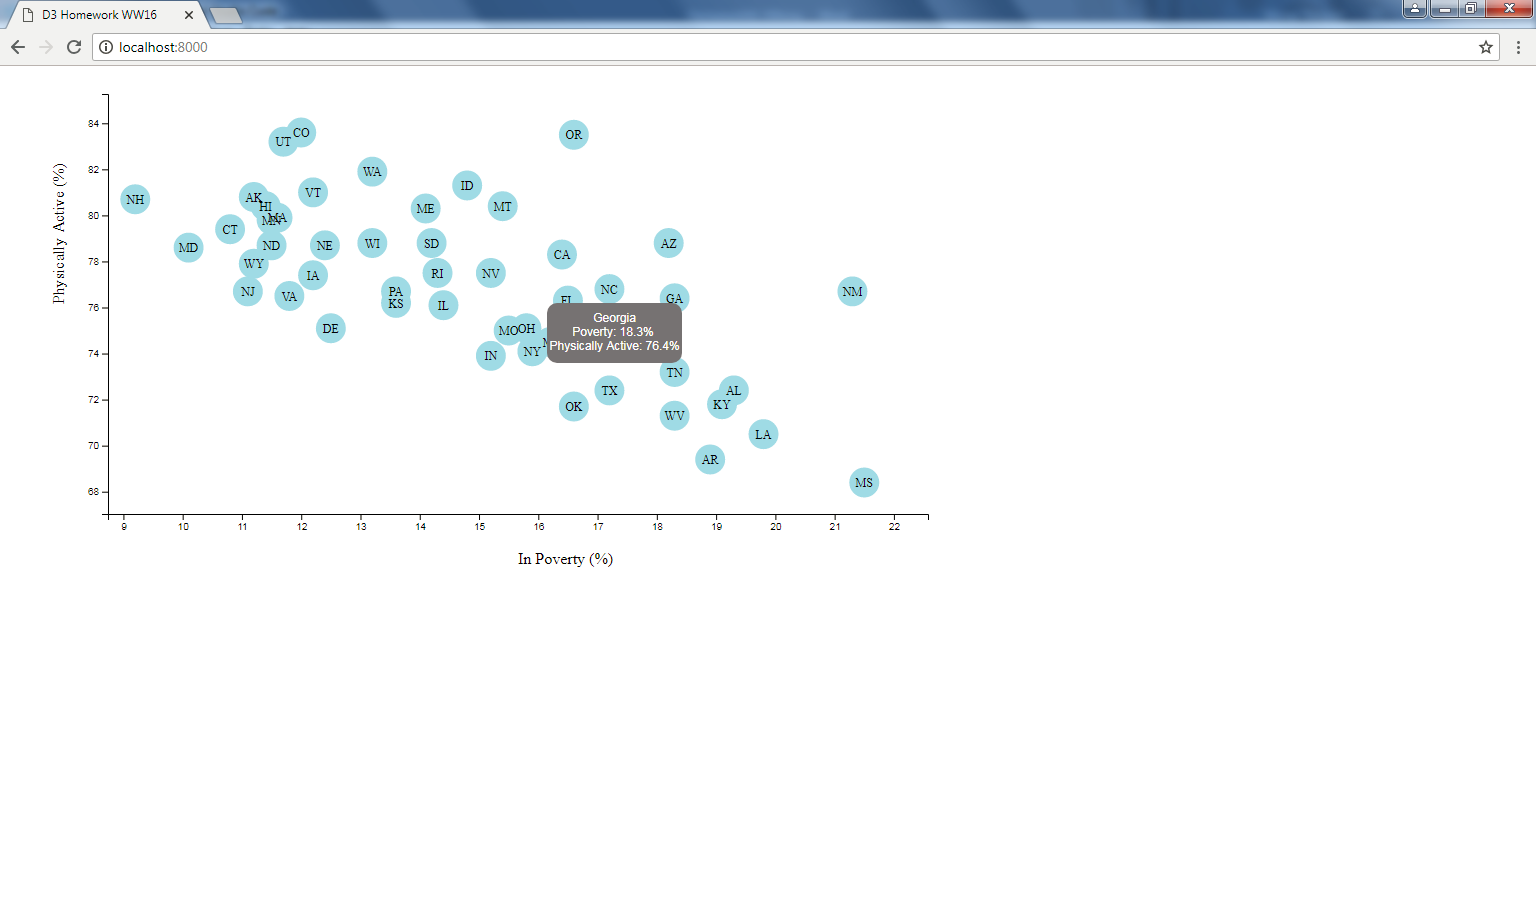 D3 Homework WW16
localhost:8000
Physically Active (%)
84
82
80
78
76
74
72
70
68
CO
UT
OR
WA
ID
VT
AK
NH
HI
MT
ME
MA
MN
CT
MD
ND
NE
WI
SD
AZ
CA
WY
IA
RI
NV
NJ
VA
PA
KS
IL
NC
GA
NM
DE
MO
OH
NY
IN
Georgia
Poverty: 18.3%
Physically Active: 76.4%
TN
TX
AL
OK
KY
WV
LA
AR
MS
9 10 11 12 13 14 15 16 17 18 19 20 21 22
In Poverty (%)